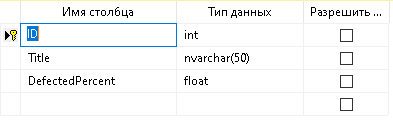 Имя столбца Тип данных Разрешить ...
ID int
Title nvarchar(50)
DefectedPercent float